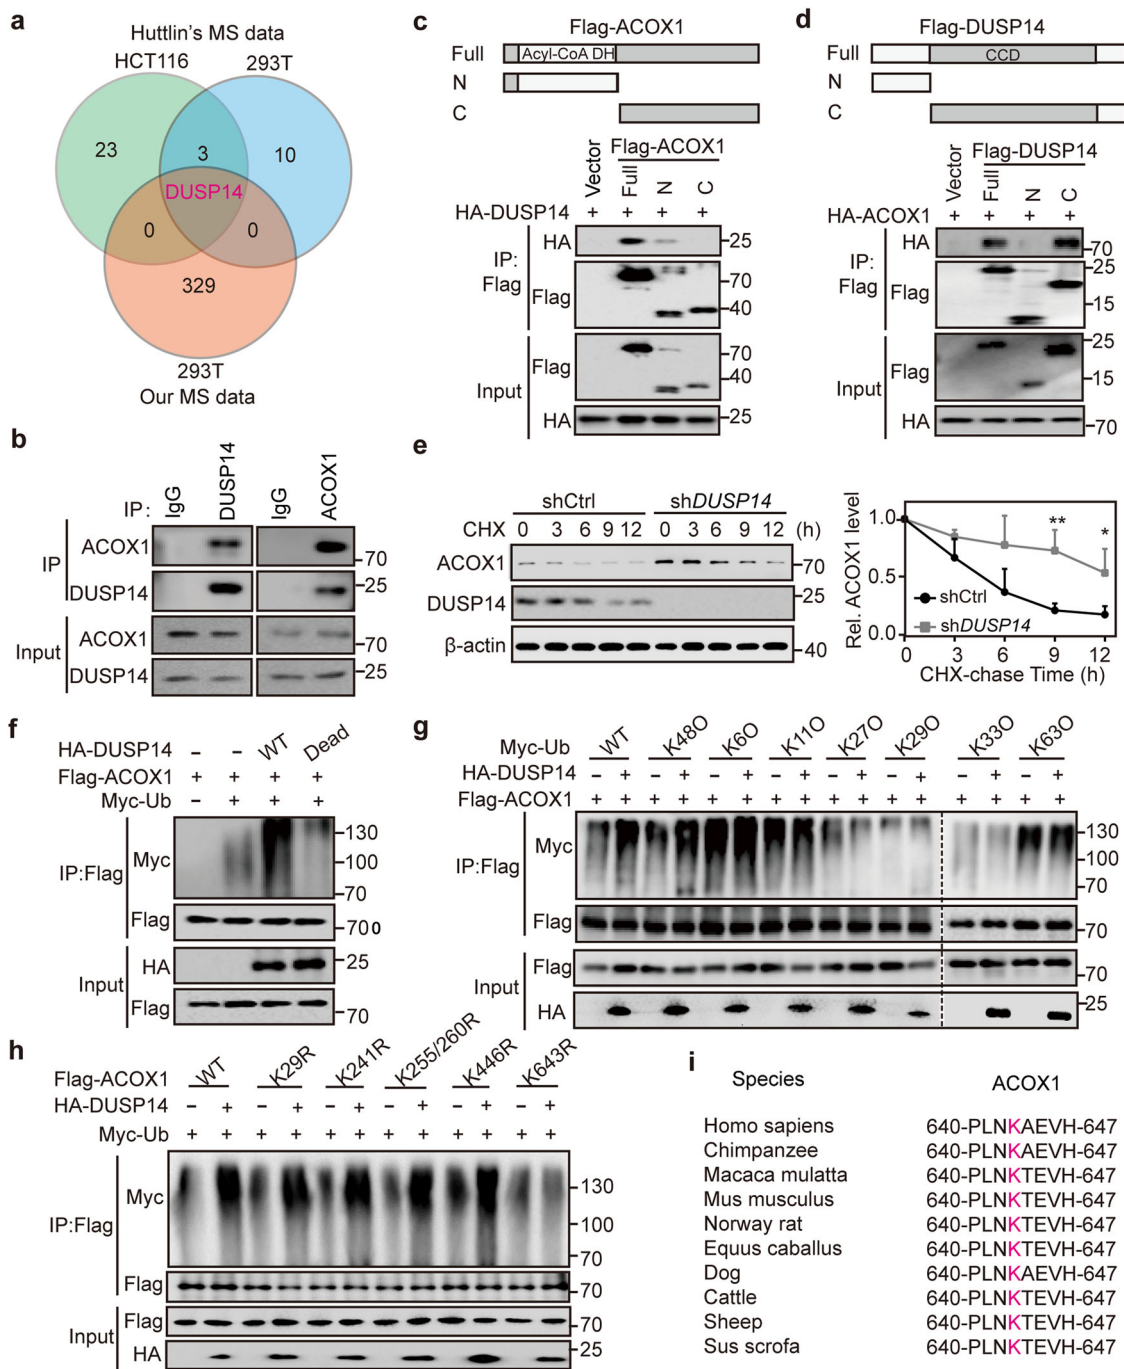 a
Huttlin's MS data
HCT116
293T
23
3
10
DUSP14
0
0
329
293T
Our MS data
b
IP:
IgG
DUSP14
IgG
ACOX1
IP
ACOX1
70
DUSP14
25
Input
ACOX1
70
DUSP14
25
c
Flag-ACOX1
Full
Acyl-CoA DH
N
C
Flag-ACOX1
Vector
Full
N
C
HA-DUSP14
+ + + +
IP:
Flag
HA
25
Flag
70
40
Input
Flag
70
40
HA
25
d
Flag-DUSP14
Full
CCD
N
C
Flag-DUSP14
Vector
Full
N
C
HA-ACOX1
+ + + +
IP:
Flag
HA
70
Flag
25
15
Input
Flag
25
15
HA
70
e
shCtrl
shDUSP14
CHX
0 3 6 9 12 0 3 6 9 12 (h)
ACOX1
70
DUSP14
25
β-actin
40
Rel. ACOX1 level
1.0
0.5
0.0
** *
shCtrl
shDUSP14
0 3 6 9 12
CHX-chase Time (h)
f
HA-DUSP14
– – WT Dead
Flag-ACOX1
+ – + +
Myc-Ub
– + + +
IP:Flag
Myc
130
100
70
Flag
70 0
Input
HA
25
Flag
70
g
Myc-Ub
WT K48O K6O K11O K27O K29O K33O K63O
HA-DUSP14
– + – + – + – + – + – + – + – +
Flag-ACOX1
+ + + + + + + + + + + + + + + +
IP:Flag
Myc
130
100
70
Flag
70
Input
Flag
70
HA
25
h
Flag-ACOX1
WT K29R K241R K255/260R K446R K643R
HA-DUSP14
– + – + – + – + – + – +
Myc-Ub
+ + + + + + + + + + + +
IP:Flag
Myc
130
100
70
Flag
70
Input
Flag
70
HA
25
i
Species ACOX1
Homo sapiens 640-PLNKAEVH-647
Chimpanzee 640-PLNKAEVH-647
Macaca mulatta 640-PLNKTEVH-647
Mus musculus 640-PLNKTEVH-647
Norway rat 640-PLNKTEVH-647
Equus caballus 640-PLNKTEVH-647
Dog 640-PLNKAEVH-647
Cattle 640-PLNKTEVH-647
Sheep 640-PLNKTEVH-647
Sus scrofa 640-PLNKTEVH-647